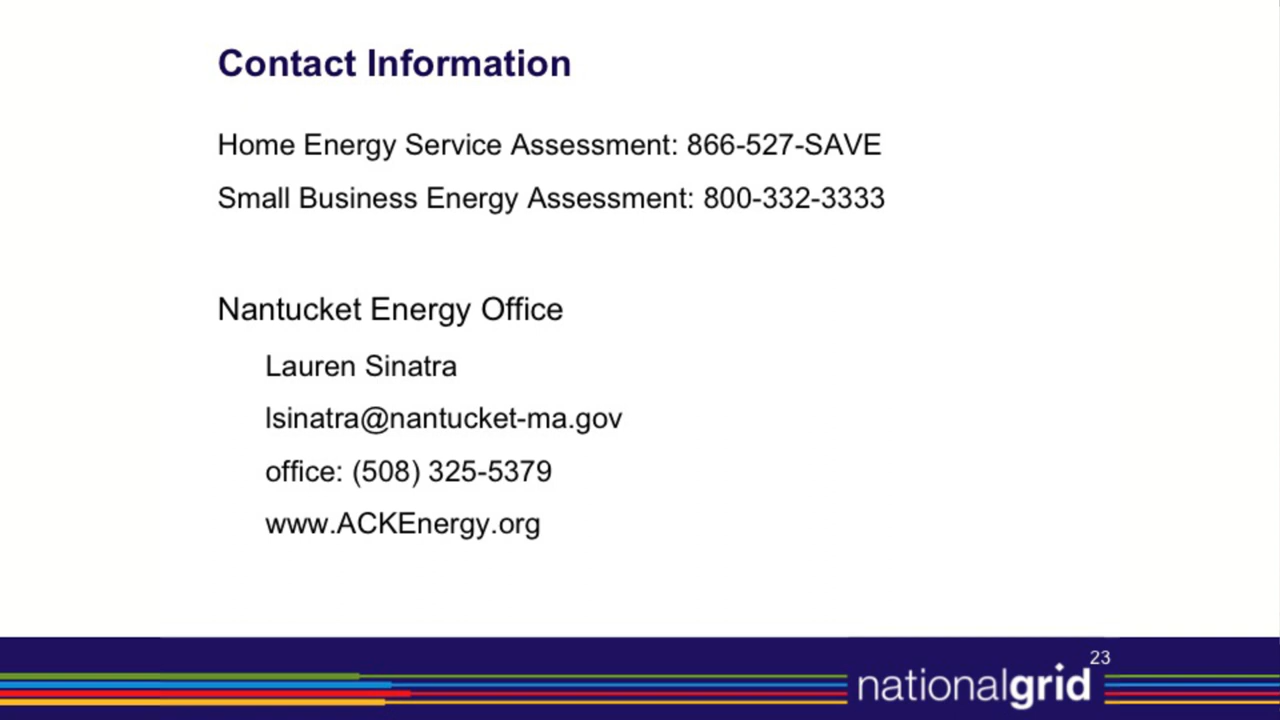 Contact Information
Home Energy Service Assessment: 866-527-SAVE
Small Business Energy Assessment: 800-332-3333
Nantucket Energy Office
Lauren Sinatra
lsinatra@nantucket-ma.gov
office: (508) 325-5379
www.ACKEnergy.org
23
nationalgrid